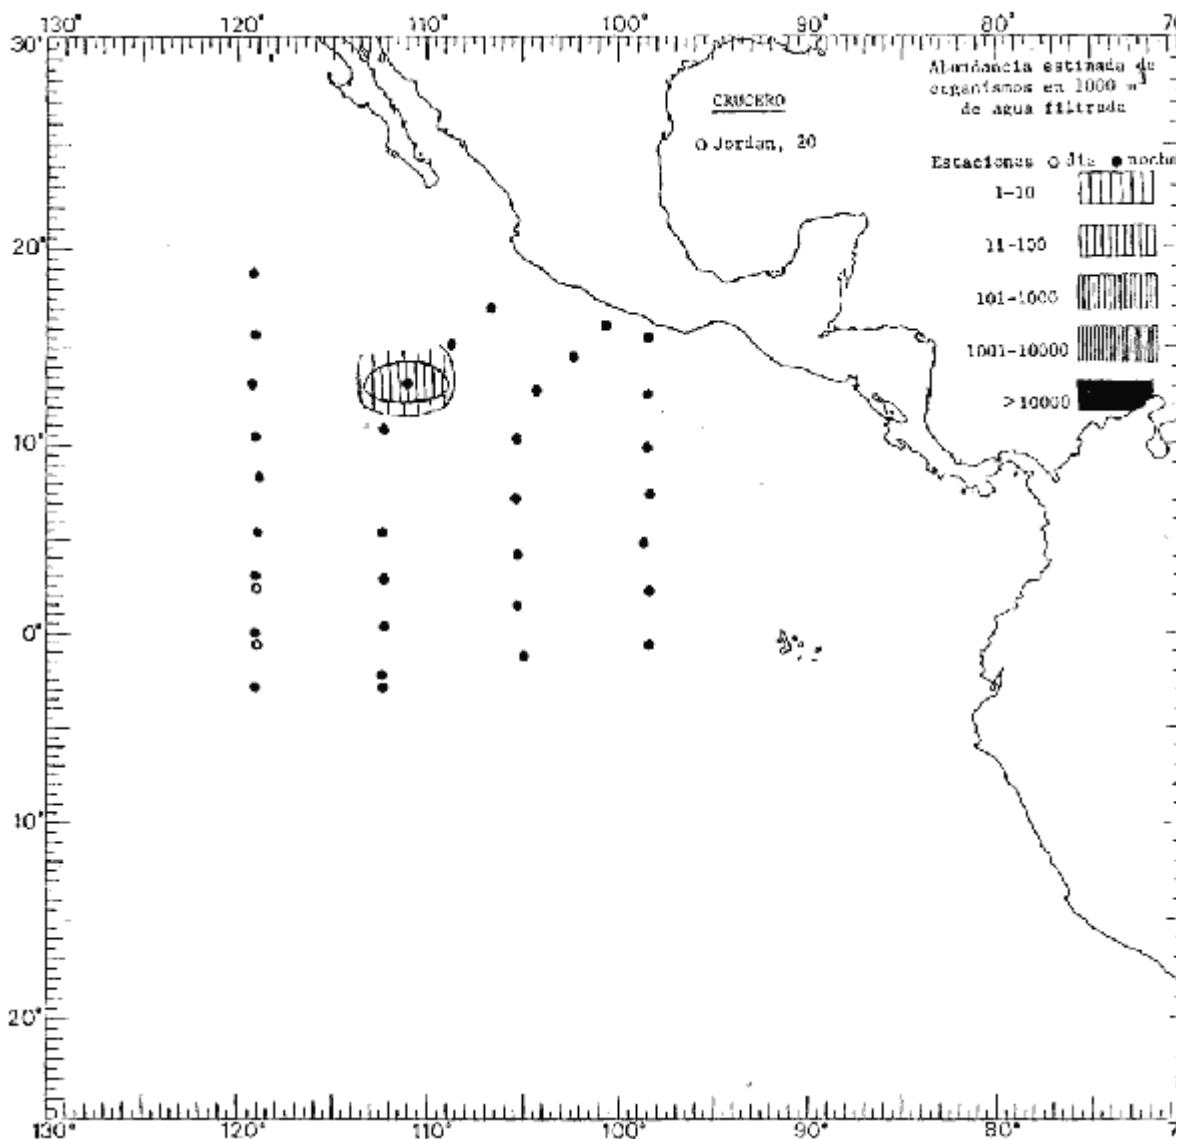 130° 120° 110° 100° 90° 80° 70
30°
Abundancia estimada de
organismos en 1000 m³
de agua filtrada
CRUCERO
O Jordan, 20
Estaciones o día ● noche
1-10
11-100
101-1000
1001-10000
>10000
20°
10°
0°
10°
20°
130° 120° 110° 100° 90° 80° 7